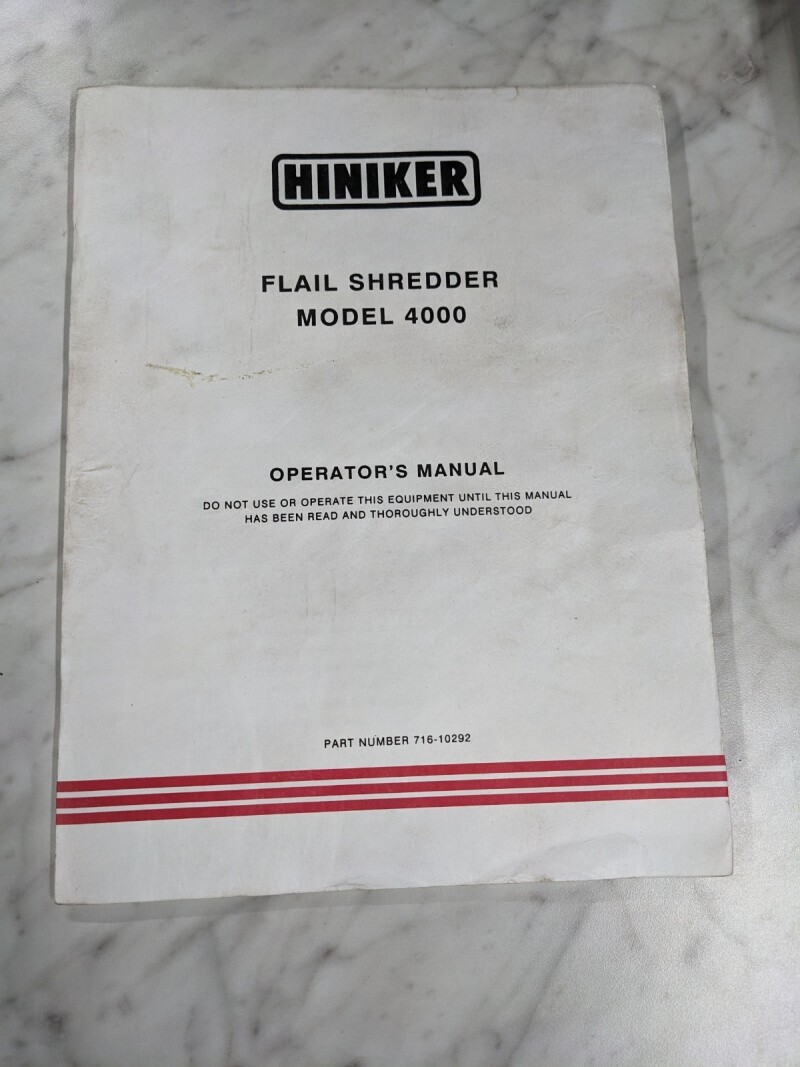 HINIKER
FLAIL SHREDDER
MODEL 4000
OPERATOR'S MANUAL
DO NOT USE OR OPERATE THIS EQUIPMENT UNTIL THIS MANUAL
HAS BEEN READ AND THOROUGHLY UNDERSTOOD
PART NUMBER 716-10292